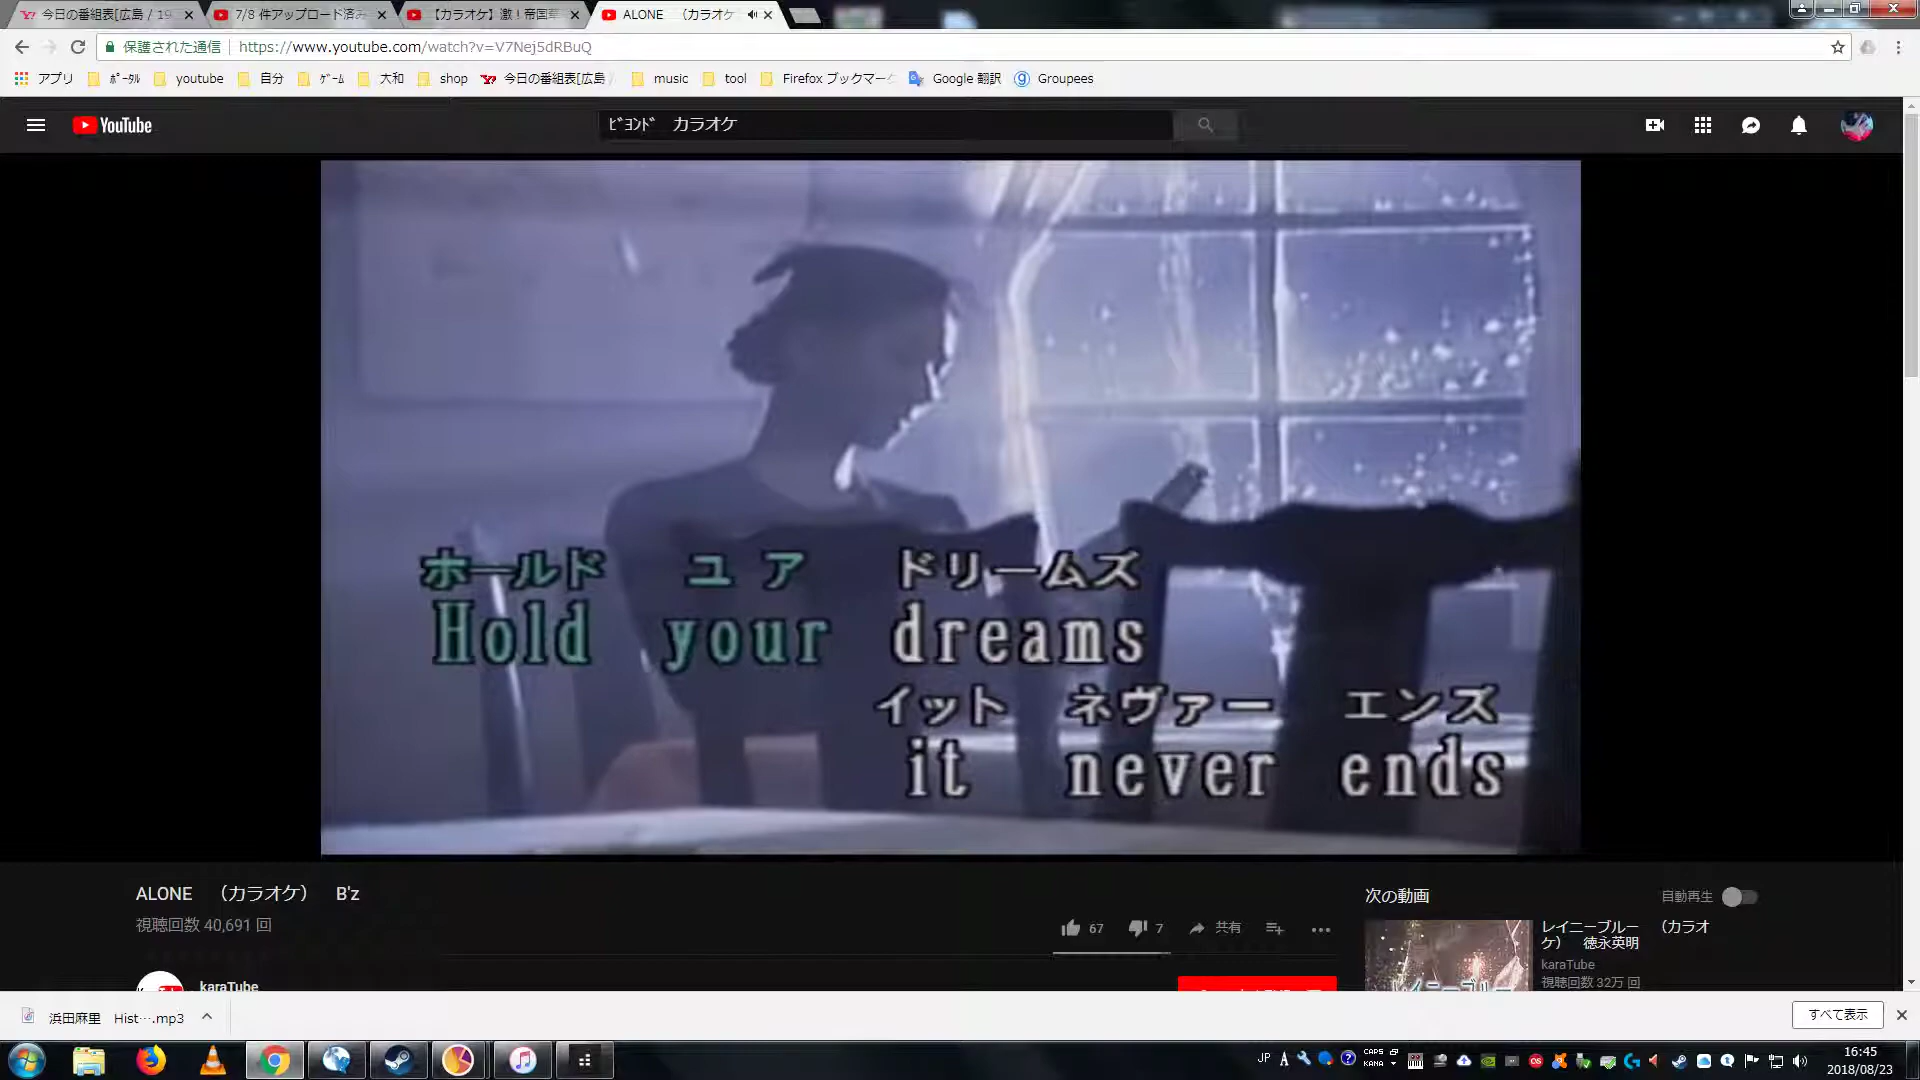 今日の番組表[広島 / 19
7/8 件アップロード済み
【カラオケ】激！帝国華
ALONE （カラオケ
保護された通信
https://www.youtube.com/watch?v=V7Nej5dRBuQ
アプリ
ﾎﾟｰﾀﾙ
youtube
自分
ｹﾞｰﾑ
大和
shop
今日の番組表[広島 /
music
tool
Firefox ブックマーク
Google 翻訳
Groupees
YouTube
ﾋﾞﾖﾝﾄﾞ カラオケ
ホールド ユア ドリームズ
Hold your dreams
イット ネヴァー エンズ
it never ends
ALONE （カラオケ） B'z
視聴回数 40,691 回
67
7
共有
次の動画
自動再生
レイニーブルー （カラオ
ケ） 徳永英明
karaTube
視聴回数 32万 回
karaTube
浜田麻里 Hist….mp3
すべて表示
JP
CAPS
KANA
16:45
2018/08/23